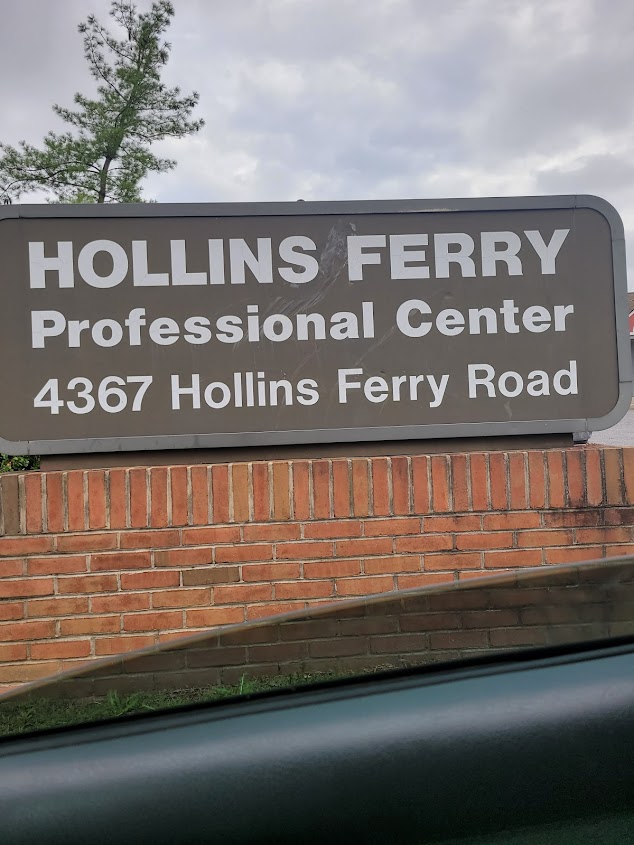 HOLLINS FERRY
Professional Center
4367 Hollins Ferry Road